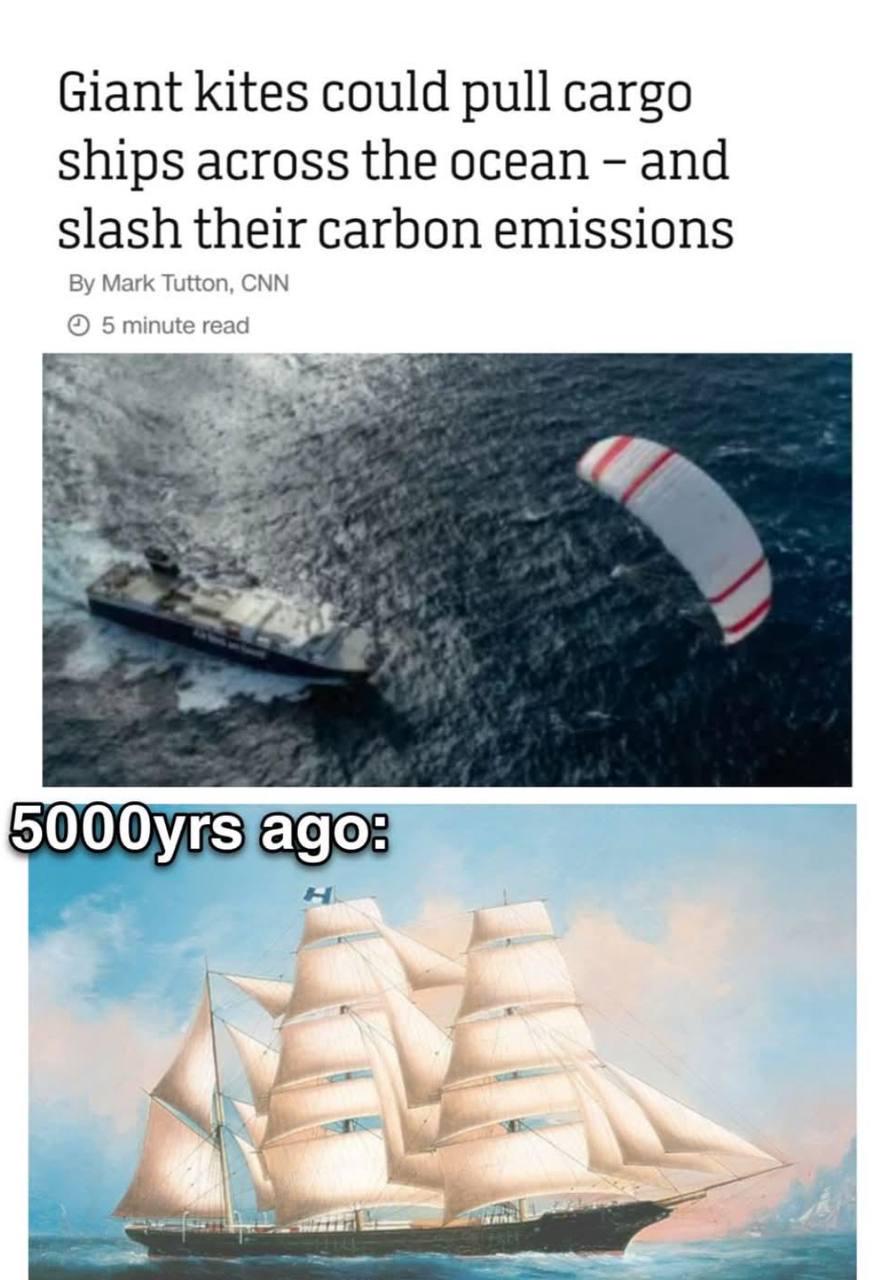 Giant kites could pull cargo
ships across the ocean – and
slash their carbon emissions
By Mark Tutton, CNN
5 minute read
5000yrs ago: